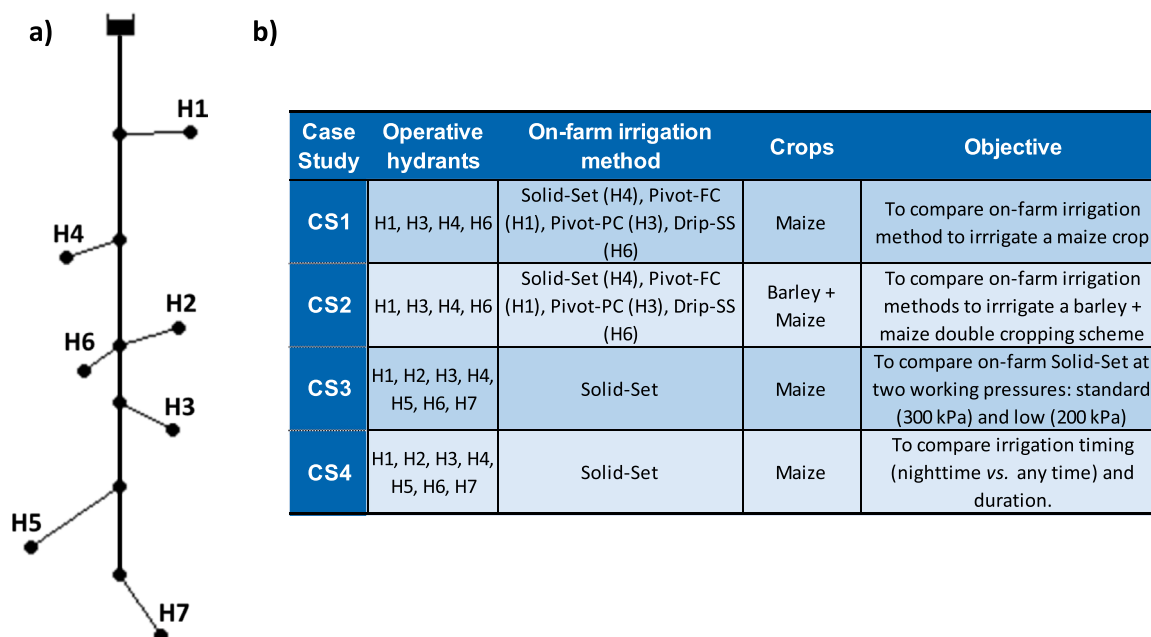 a)
b)
H1
H4
H2
H6
H3
H5
H7
Case Study
Operative hydrants
On-farm irrigation method
Crops
Objective
CS1
H1, H3, H4, H6
Solid-Set (H4), Pivot-FC
(H1), Pivot-PC (H3), Drip-SS
(H6)
Maize
To compare on-farm irrigation
method to irrrigate a maize crop
CS2
H1, H3, H4, H6
Solid-Set (H4), Pivot-FC
(H1), Pivot-PC (H3), Drip-SS
(H6)
Barley +
Maize
To compare on-farm irrigation
methods to irrrigate a barley +
maize double cropping scheme
CS3
H1, H2, H3, H4,
H5, H6, H7
Solid-Set
Maize
To compare on-farm Solid-Set at
two working pressures: standard
(300 kPa) and low (200 kPa)
CS4
H1, H2, H3, H4,
H5, H6, H7
Solid-Set
Maize
To compare irrigation timing
(nighttime vs. any time) and
duration.